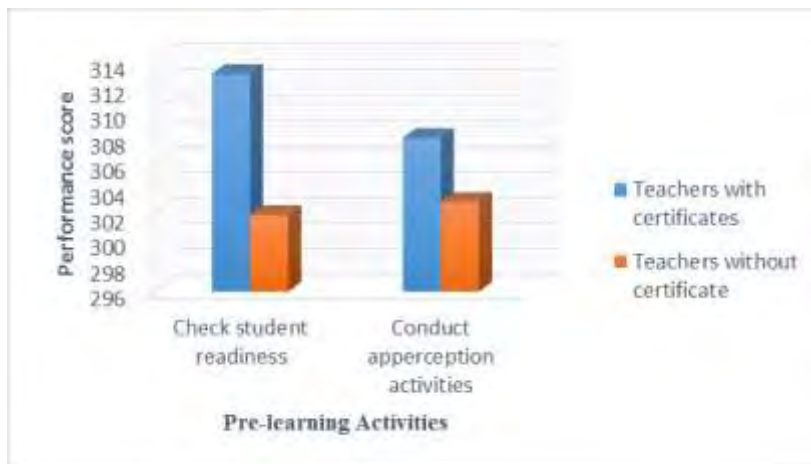 314
312
310
308
306
304
302
300
298
296
Performance score
Check student
readiness
Conduct
apperception
activities
Pre-learning Activities
Teachers with
certificates
Teachers without
certificate